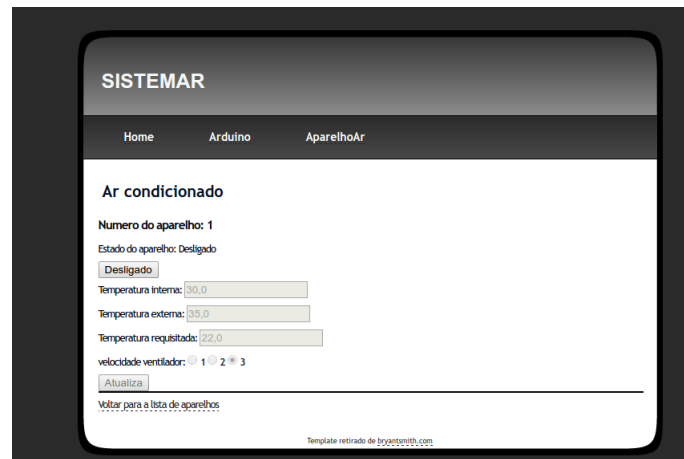 SISTEMAR
Home Arduino AparelhoAr
Ar condicionado
Numero do aparelho: 1
Estado do aparelho: Desligado
Desligado
Temperatura interna: 30,0
Temperatura externa: 35,0
Temperatura requisitada: 22,0
velocidade ventilador: 1 2 3
Atualiza
Voltar para a lista de aparelhos
Template retirado de bryantsmith.com